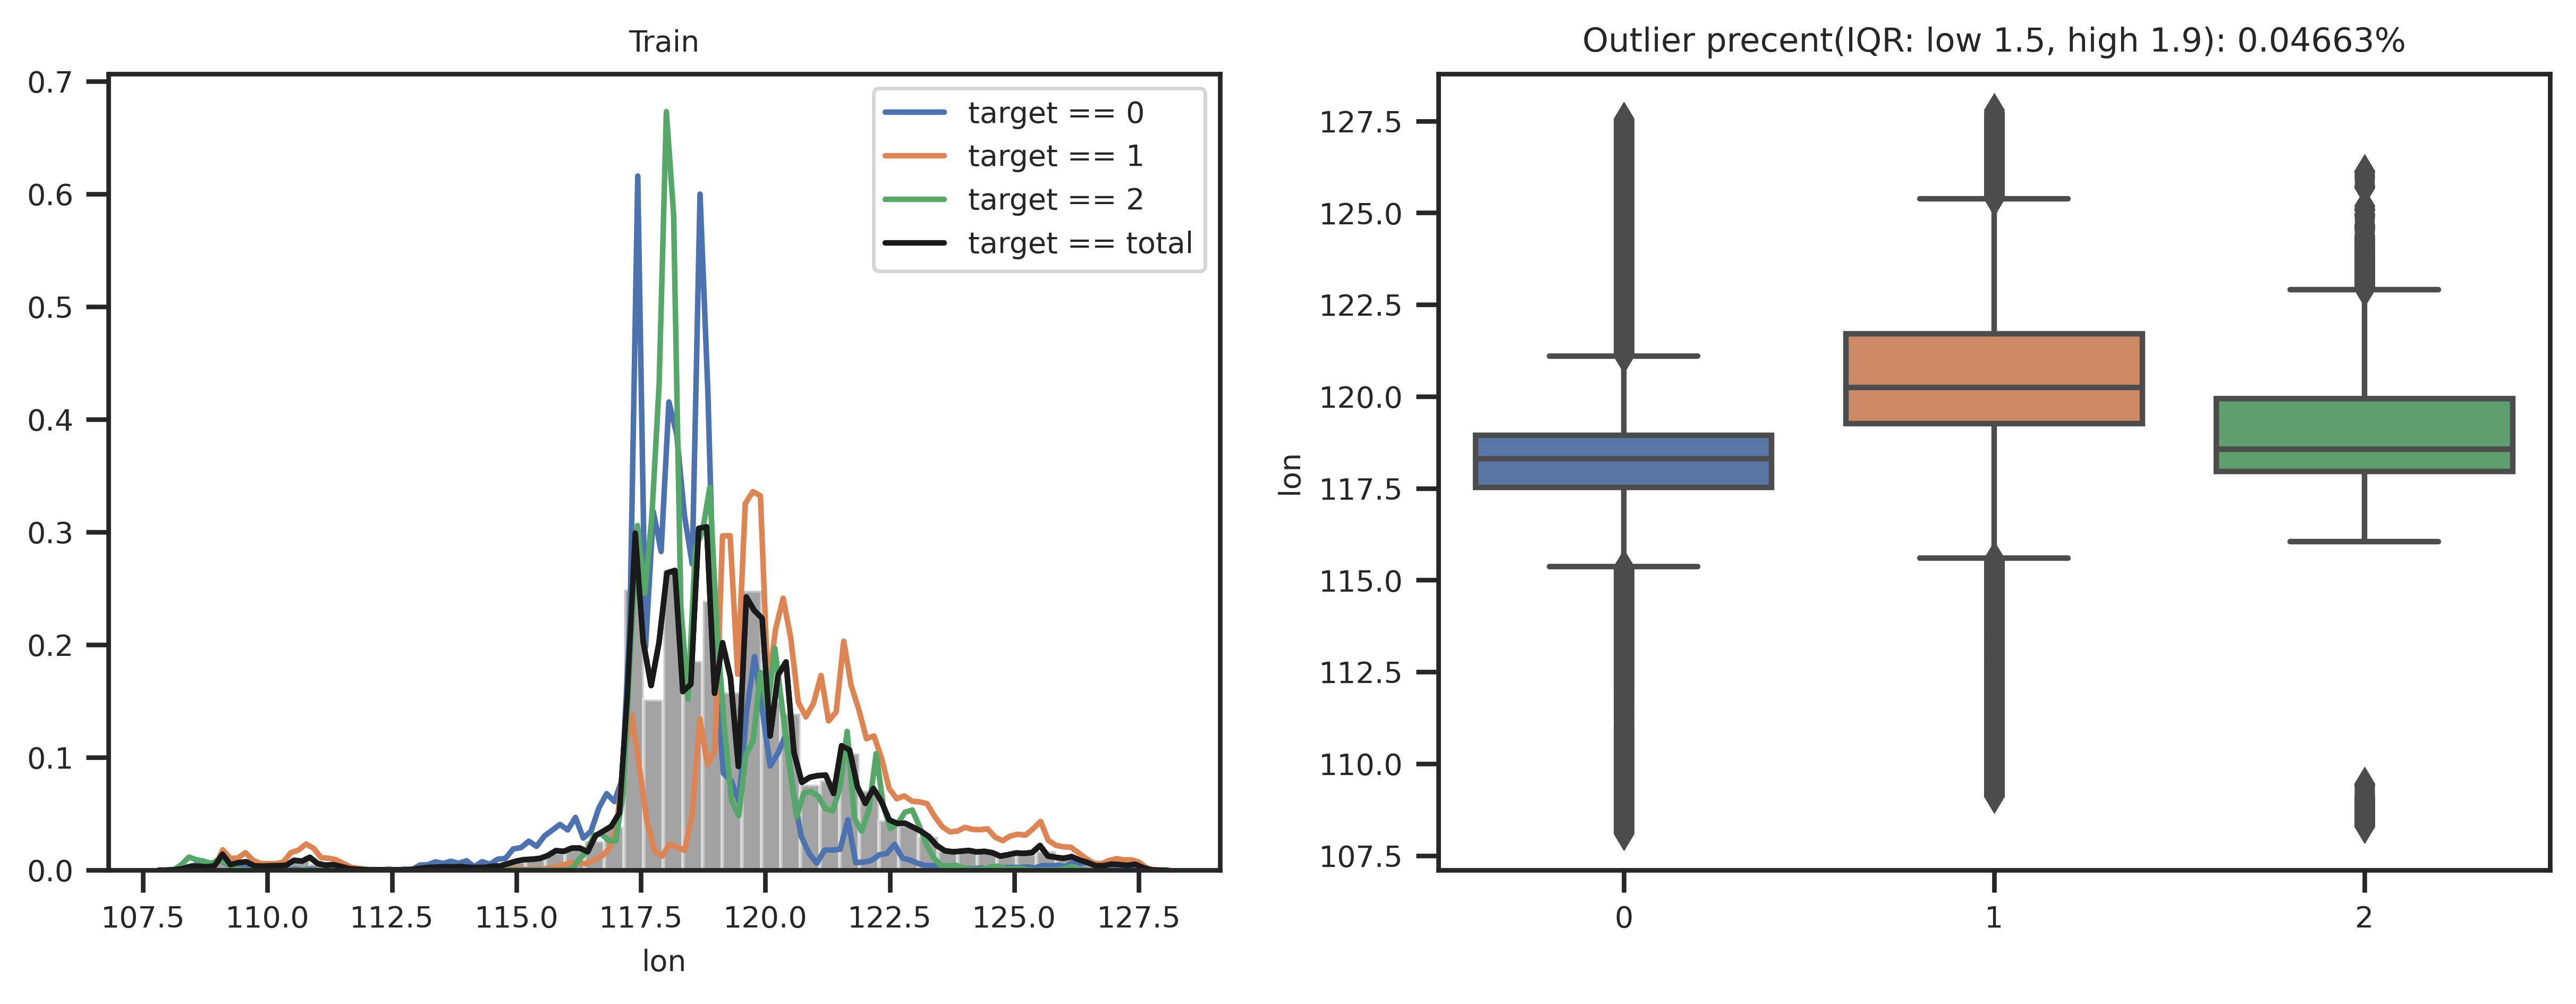 Train
0.7
0.6
0.5
0.4
0.3
0.2
0.1
0.0
target == 0
target == 1
target == 2
target == total
107.5 110.0 112.5 115.0 117.5 120.0 122.5 125.0 127.5
lon
Outlier precent(IQR: low 1.5, high 1.9): 0.04663%
lon
127.5
125.0
122.5
120.0
117.5
115.0
112.5
110.0
107.5
0 1 2